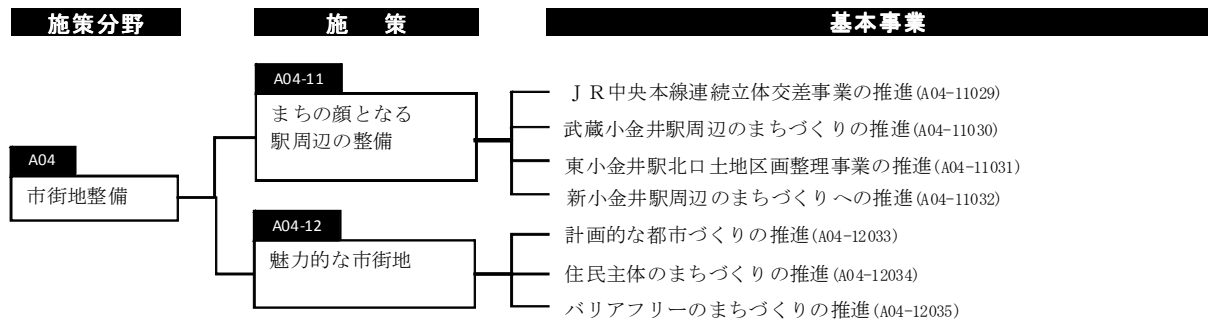 施策分野
施　策
基本事業
A04
市街地整備
A04-11
まちの顔となる
駅周辺の整備
ＪＲ中央本線連続立体交差事業の推進(A04-11029)
武蔵小金井駅周辺のまちづくりの推進(A04-11030)
東小金井駅北口土地区画整理事業の推進(A04-11031)
新小金井駅周辺のまちづくりへの推進(A04-11032)
A04-12
魅力的な市街地
計画的な都市づくりの推進(A04-12033)
住民主体のまちづくりの推進(A04-12034)
バリアフリーのまちづくりの推進(A04-12035)